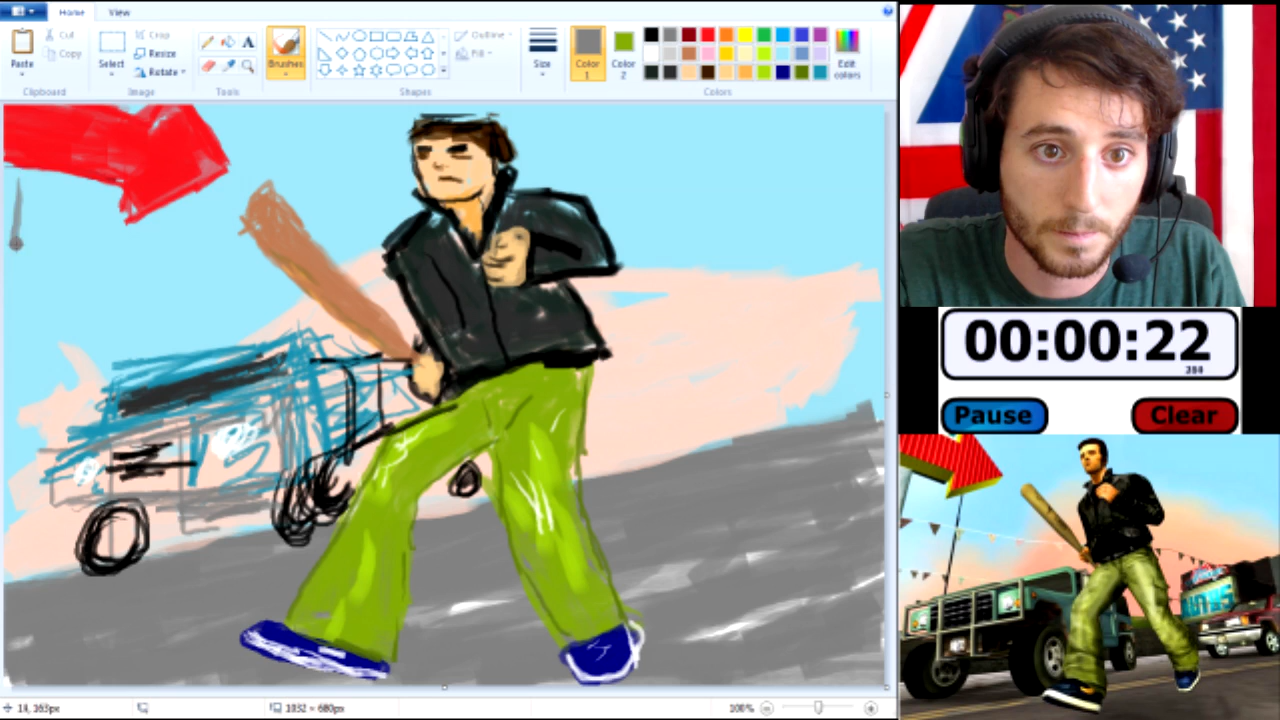 Home View
Paste
Cut
Copy
Clipboard
Select
Crop
Resize
Rotate
Image
A
Tools
Brushes
Outline
Fill
Shapes
Size
Color 1
Color 2
Edit colors
Colors
00:00:22
Pause Clear
1032 × 680px
100%